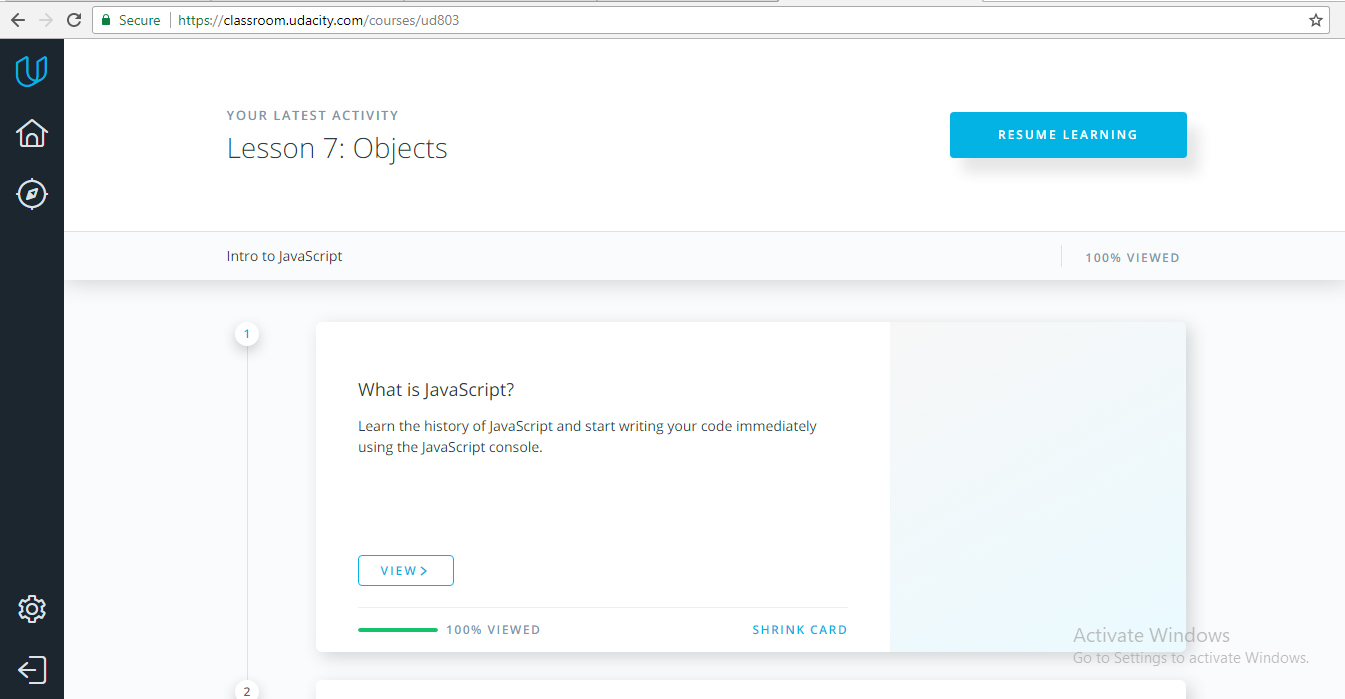 Secure | https://classroom.udacity.com/courses/ud803
YOUR LATEST ACTIVITY
Lesson 7: Objects
RESUME LEARNING
Intro to JavaScript
100% VIEWED
1
What is JavaScript?
Learn the history of JavaScript and start writing your code immediately
using the JavaScript console.
VIEW >
100% VIEWED
SHRINK CARD
Activate Windows
Go to Settings to activate Windows.
2